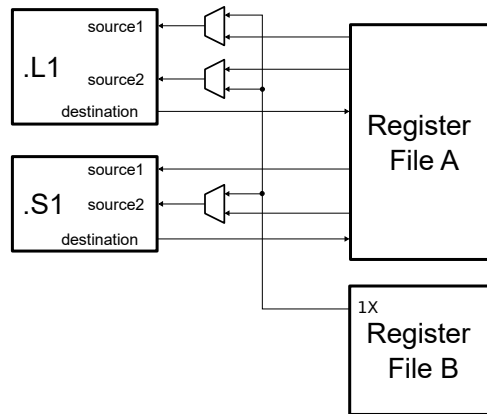 source1
.L1
source2
destination
Register
File A
source1
.S1
source2
destination
1X
Register
File B